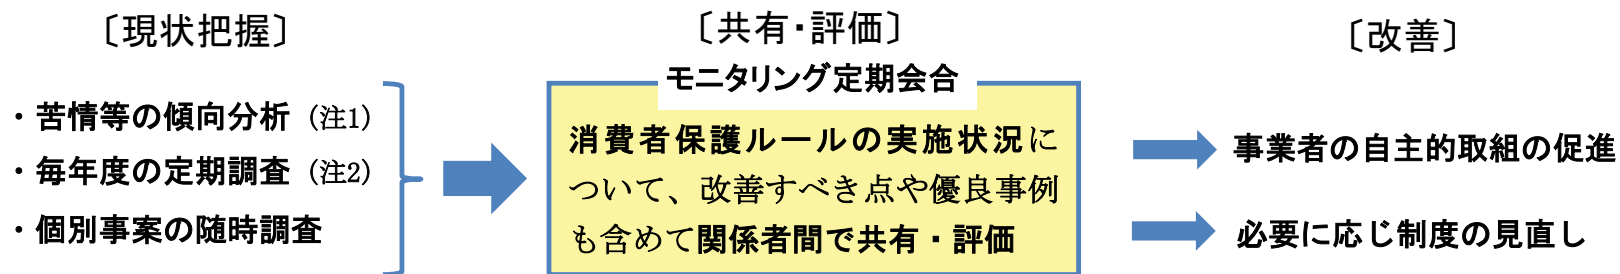 〔現状把握〕
・苦情等の傾向分析（注1）
・毎年度の定期調査（注2）
・個別事案の随時調査
〔共有・評価〕
モニタリング定期会合
消費者保護ルールの実施状況に
ついて、改善すべき点や優良事例
も含めて関係者間で共有・評価
〔改善〕
事業者の自主的取組の促進
必要に応じ制度の見直し